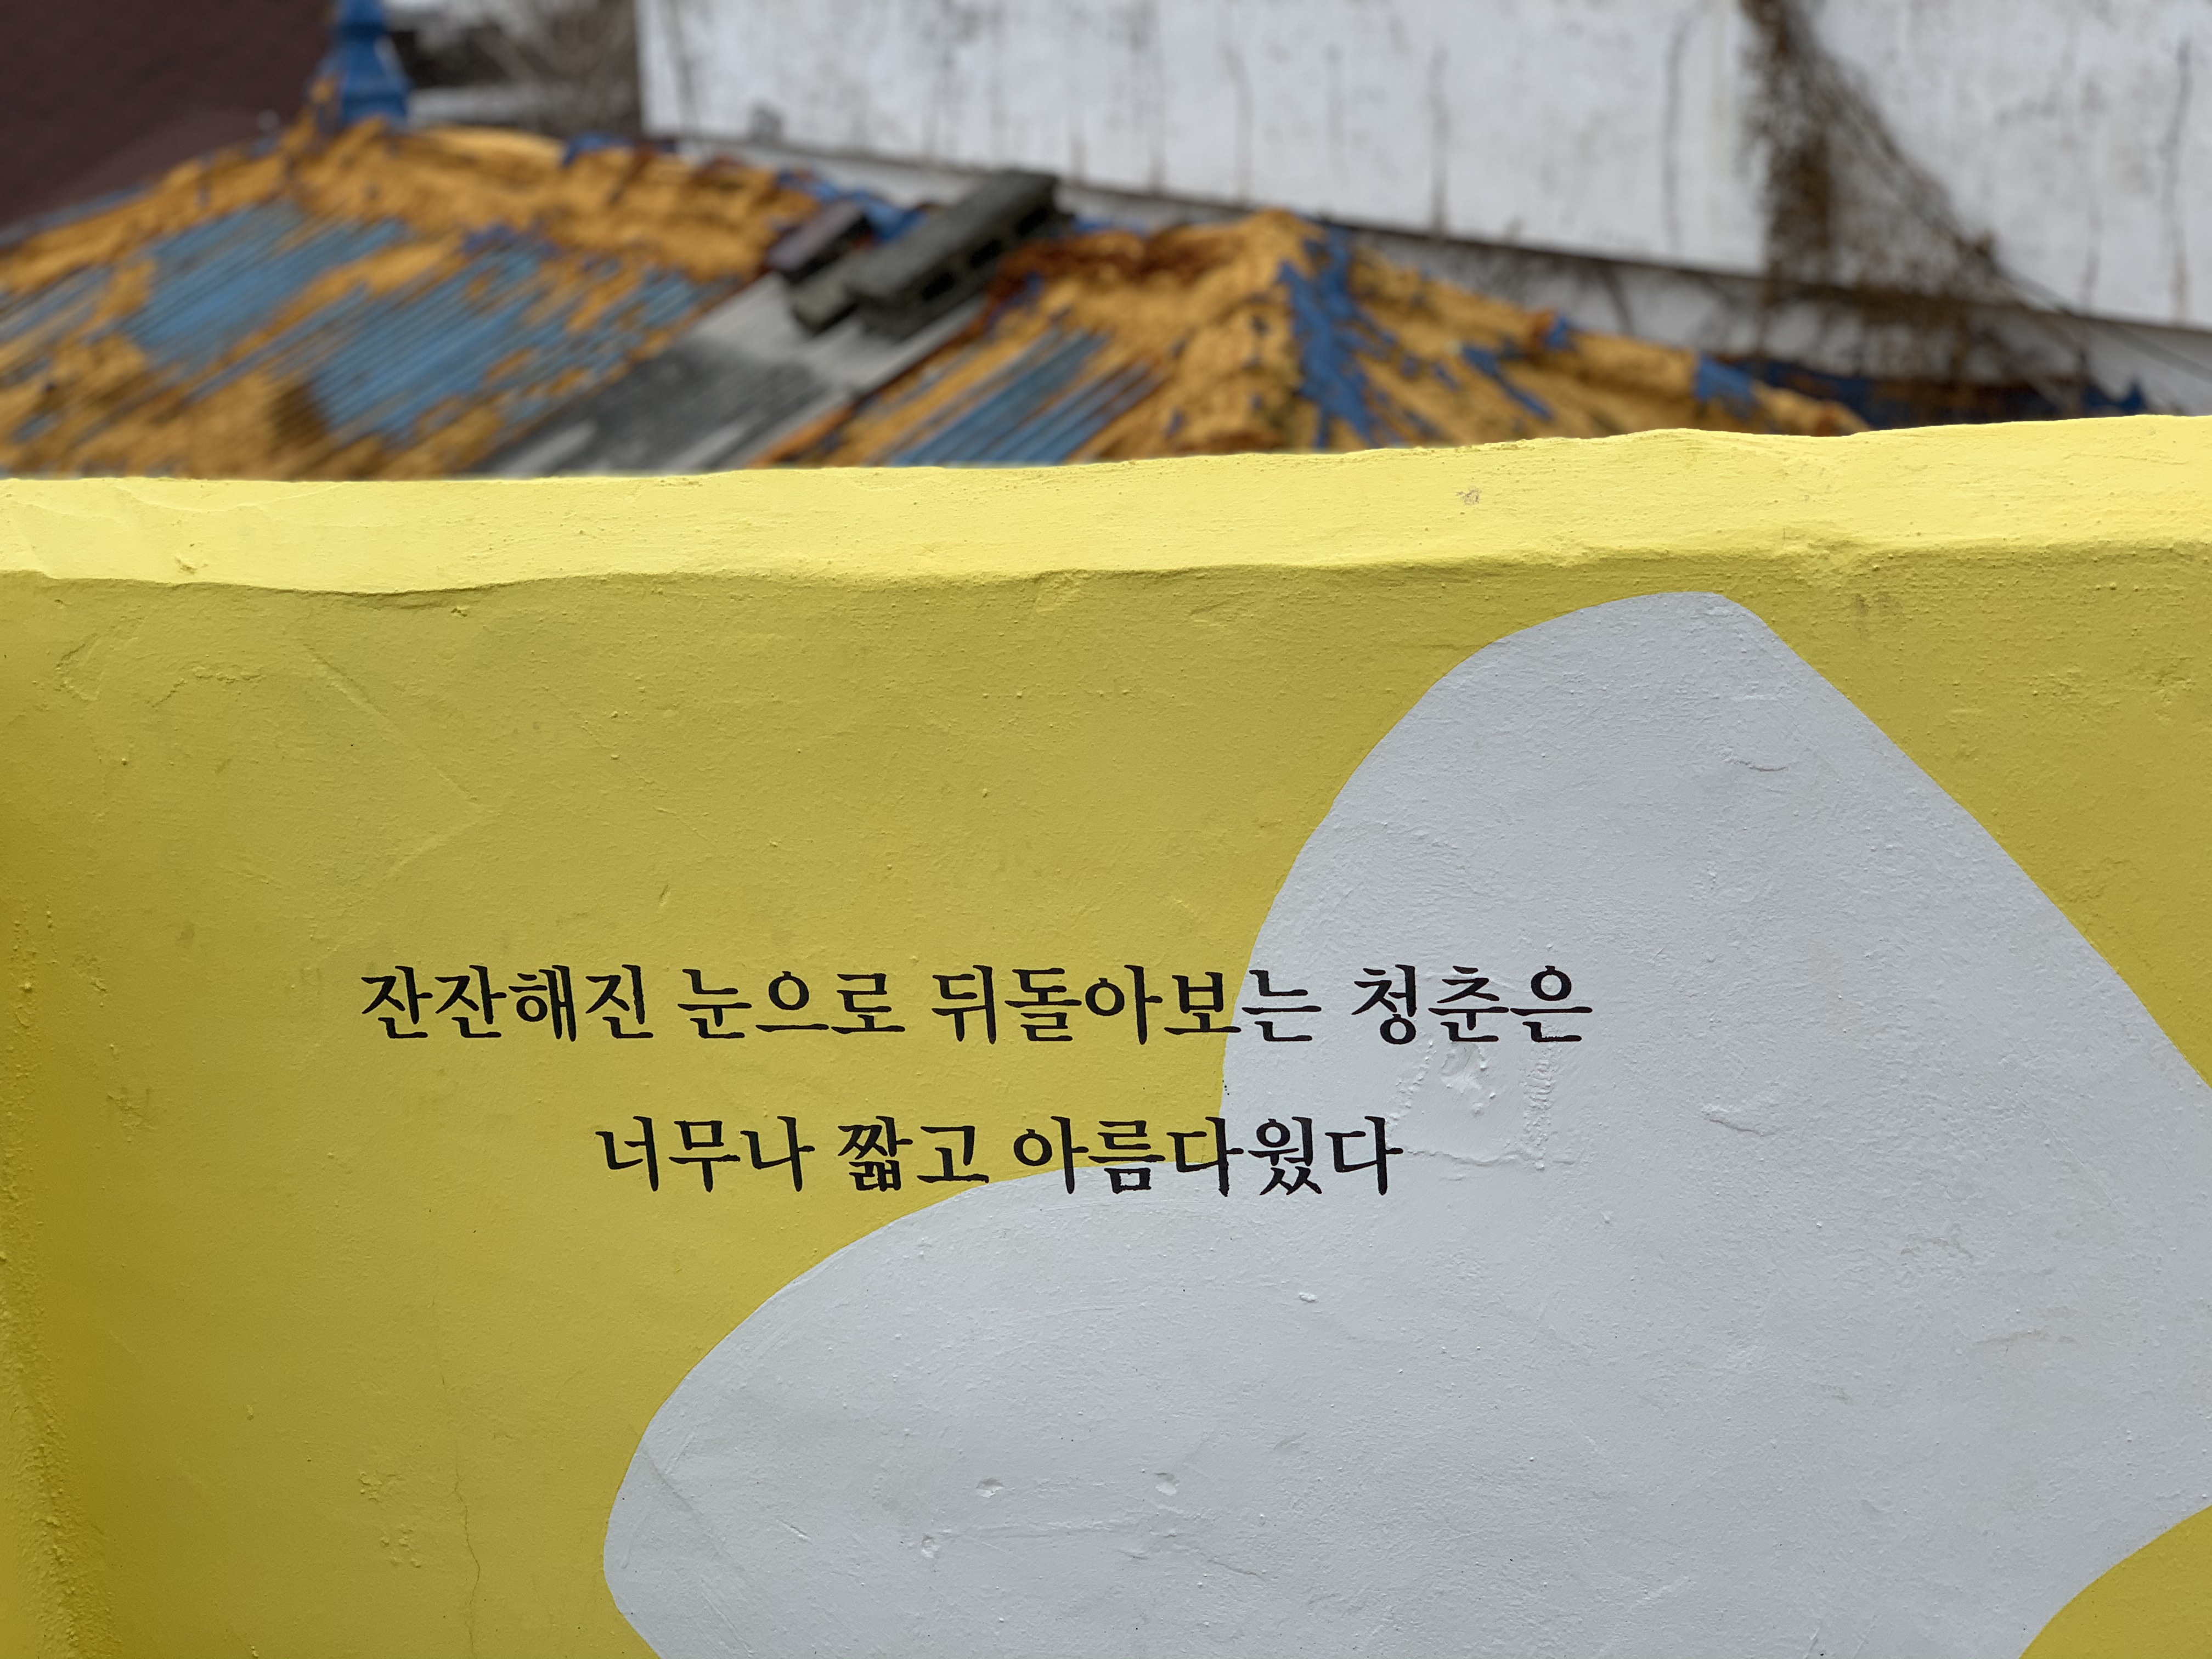 잔잔해진 눈으로 뒤돌아보는 청춘은
너무나 짧고 아름다웠다